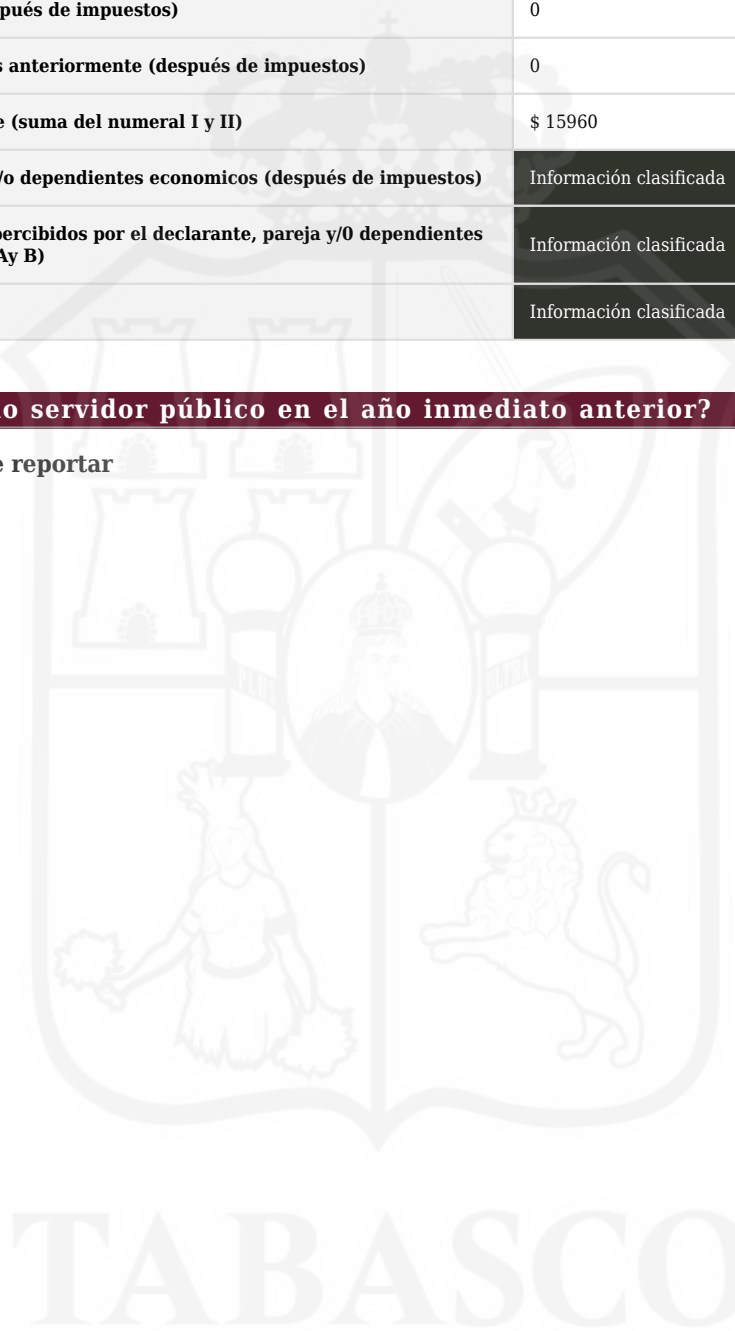 pués de impuestos)
0
s anteriormente (después de impuestos)
0
e (suma del numeral I y II)
$ 15960
/o dependientes economicos (después de impuestos)
Información clasificada
percibidos por el declarante, pareja y/0 dependientes
Ay B)
Información clasificada
Información clasificada
o servidor público en el año inmediato anterior?
e reportar
PLUS
ULTRA
TABASCO